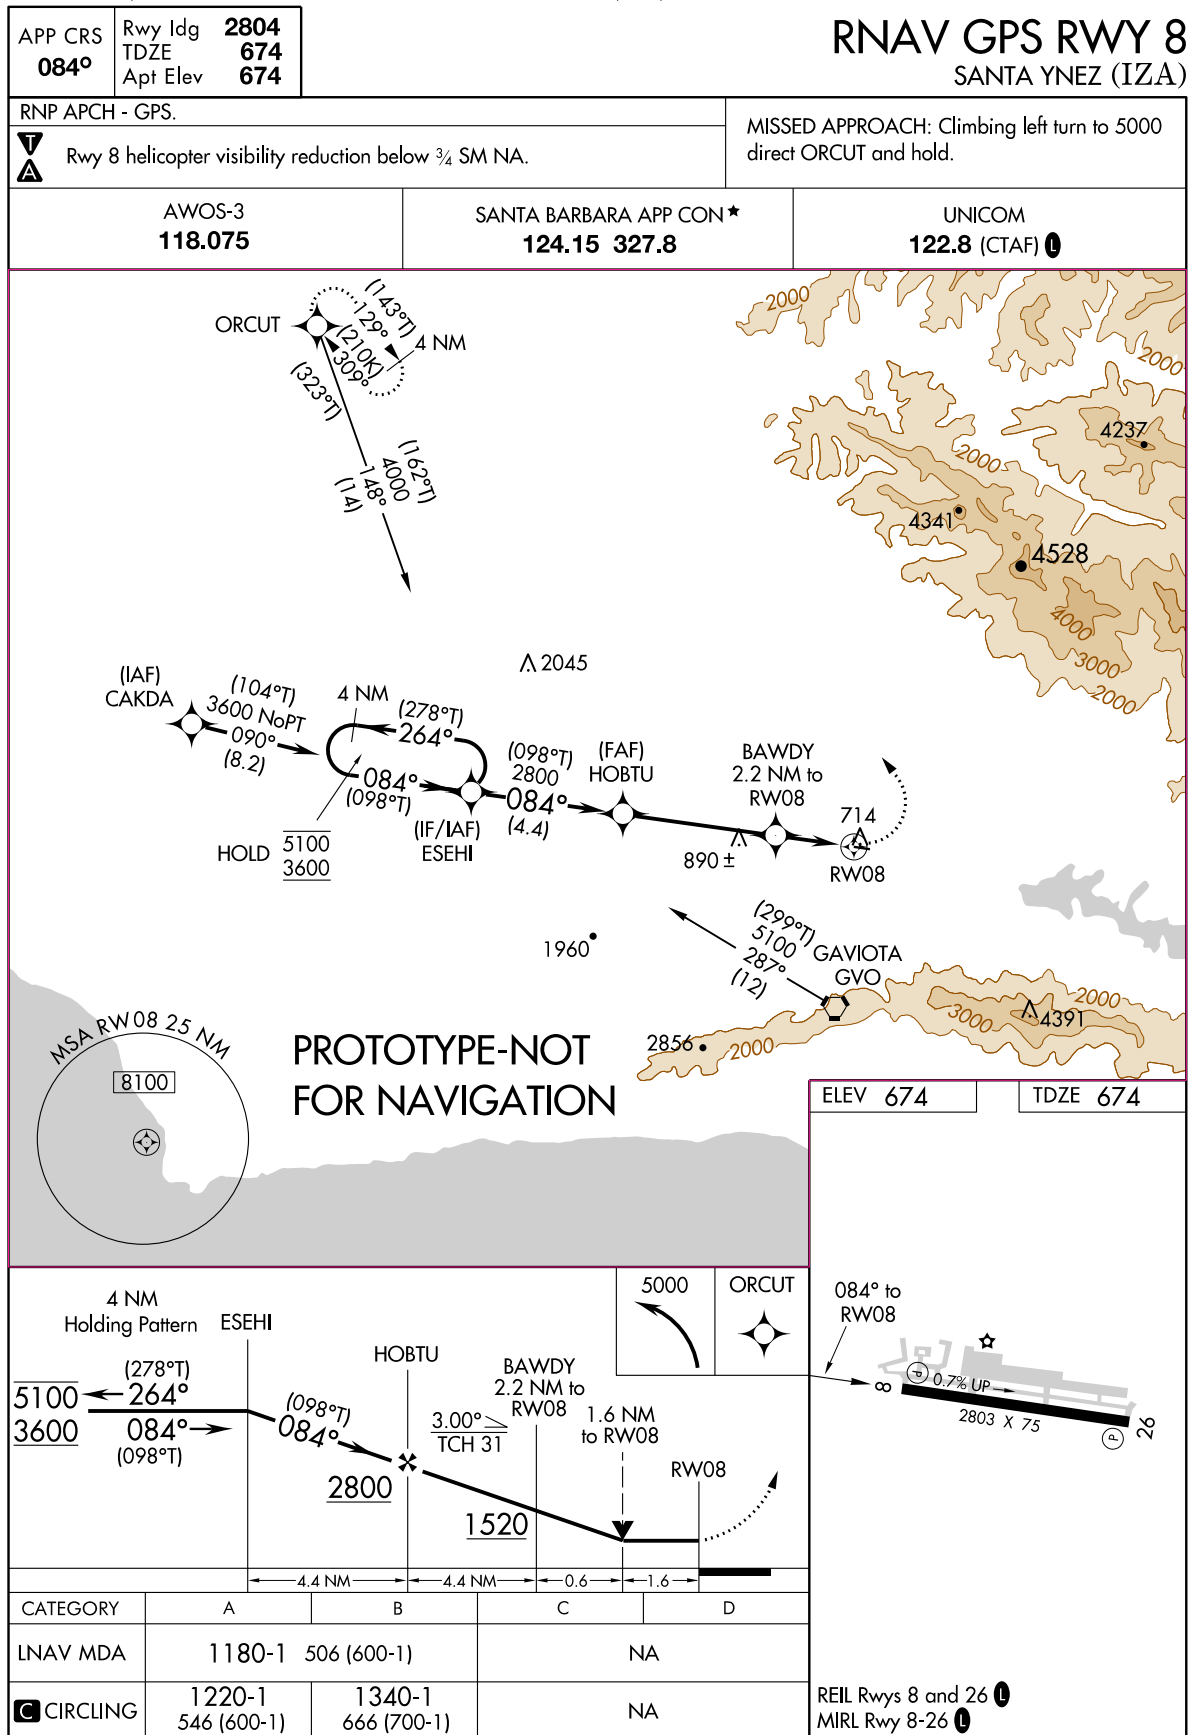 APP CRS
084°
Rwy Idg 2804
TDZE 674
Apt Elev 674
RNAV GPS RWY 8
SANTA YNEZ (IZA)
RNP APCH - GPS.
T
A
Rwy 8 helicopter visibility reduction below ¾ SM NA.
MISSED APPROACH: Climbing left turn to 5000
direct ORCUT and hold.
AWOS-3
118.075
SANTA BARBARA APP CON ★
124.15 327.8
UNICOM
122.8 (CTAF) L
ORCUT
(143°T)
129°
(210K)
309°
(323°T)
4 NM
(162°T)
4000
148°
(14)
2000
2000
4237
2000
4341
4528
4000
3000
2000
2045
(IAF)
CAKDA
(104°T)
3600 NoPT
090°
(8.2)
4 NM
(278°T)
264°
084°
(098°T)
HOLD 5100
3600
(IF/IAF)
ESEHI
(098°T)
2800
084°
(4.4)
(FAF)
HOBTU
BAWDY
2.2 NM to
RW08
890 ±
714
RW08
1960
(299°T)
5100
287°
(12)
GAVIOTA
GVO
2000
3000
4391
2856
2000
MSA RW08 25 NM
8100
PROTOTYPE-NOT
FOR NAVIGATION
ELEV 674
TDZE 674
4 NM
Holding Pattern
ESEHI
HOBTU
BAWDY
2.2 NM to
RW08
1.6 NM
to RW08
RW08
5000
ORCUT
5100
3600
(278°T)
264°
084°
(098°T)
(098°T)
084°
2800
3.00°
TCH 31
1520
4.4 NM
4.4 NM
0.6
1.6
084° to
RW08
8
P
0.7% UP
2803 X 75
P
26
CATEGORY A B C D
LNAV MDA 1180-1 506 (600-1) NA
C CIRCLING 1220-1 546 (600-1) 1340-1 666 (700-1) NA
REIL Rwys 8 and 26 L
MIRL Rwy 8-26 L